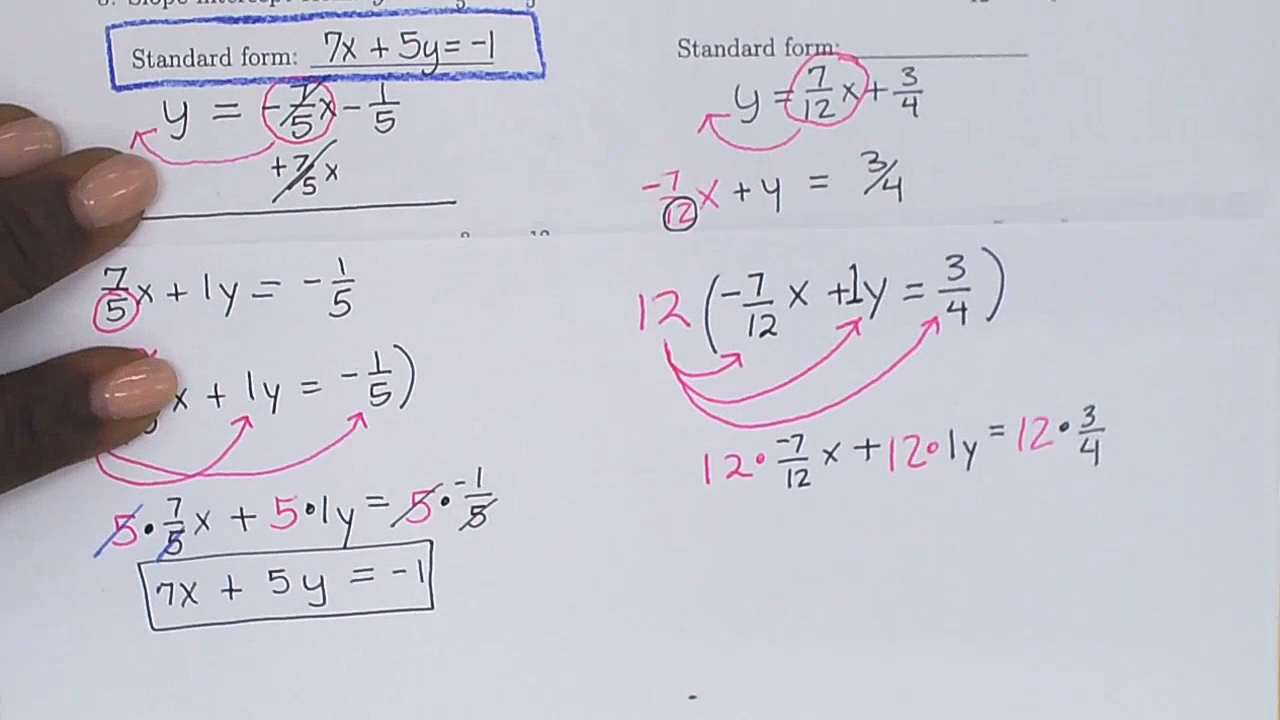 Standard form: 7x + 5y = -1
y = -7/5x - 1/5
+7/5x
7/5x + 1y = -1/5
x + 1y = -1/5)
5 • 7/5x + 5 • 1y = 5 • -1/5
7x + 5y = -1
Standard form:
y = 7/12x + 3/4
-7/12x + y = 3/4
12(-7/12x + 1y = 3/4)
12 • -7/12x + 12 • 1y = 12 • 3/4